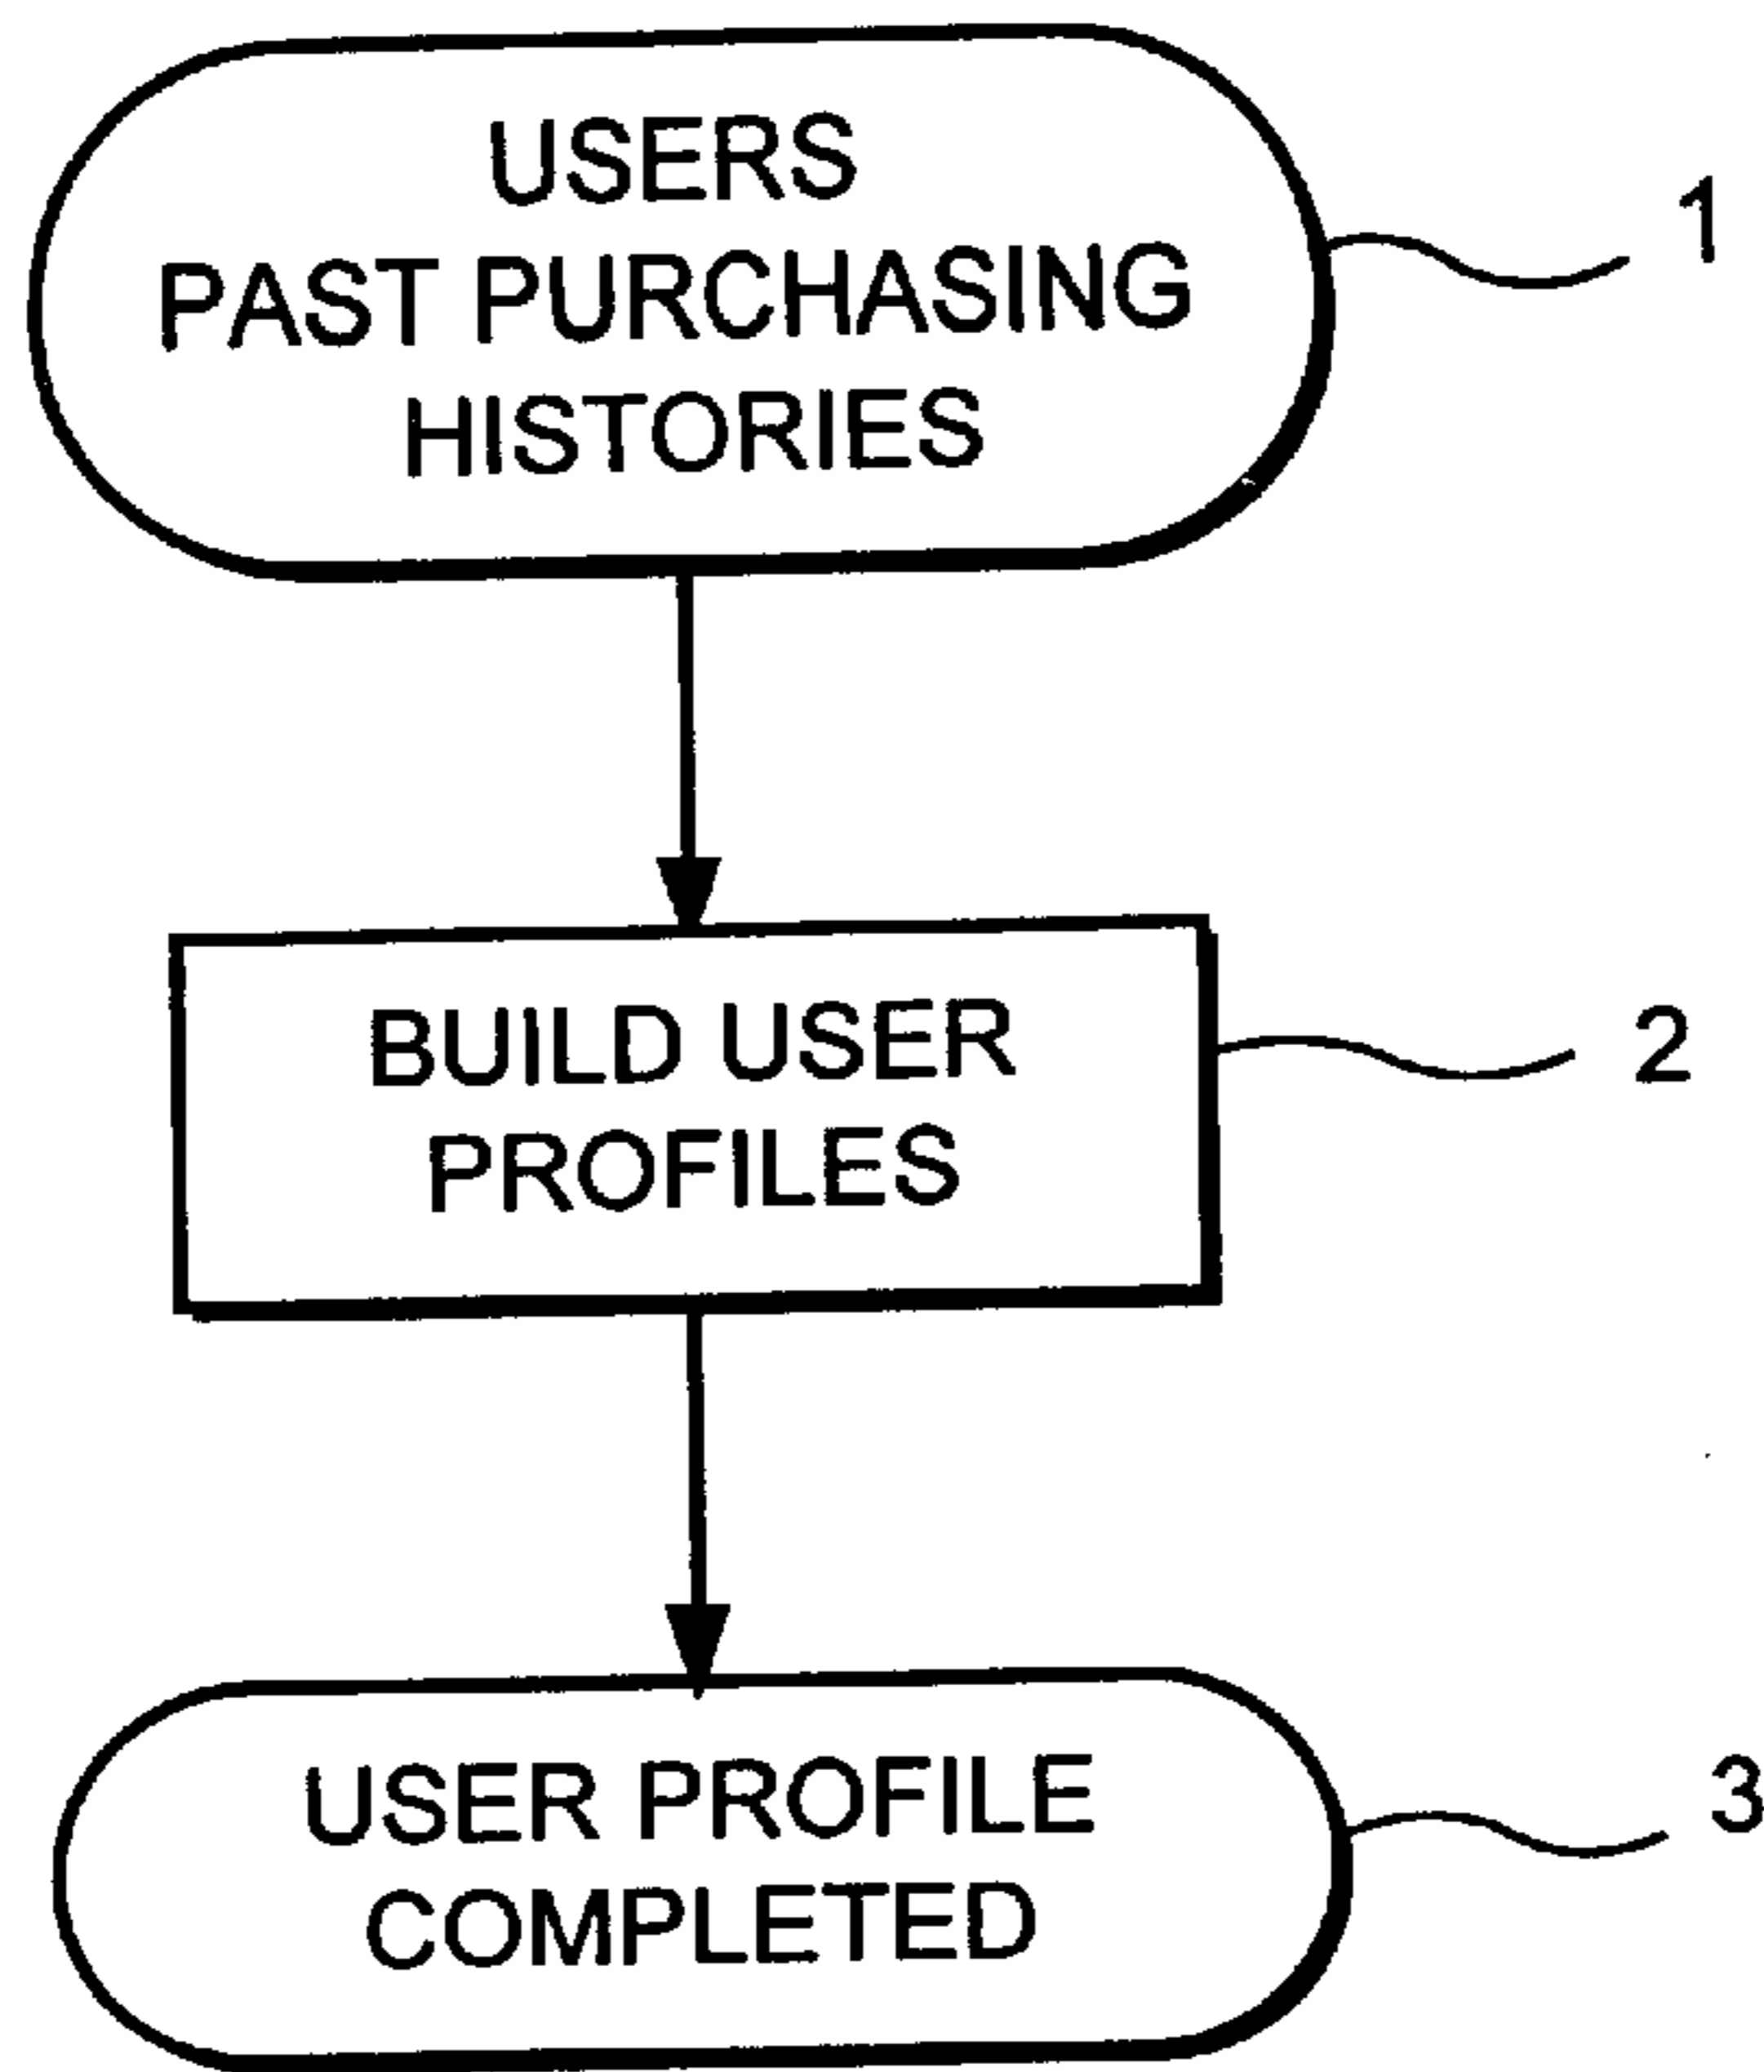 USERS
PAST PURCHASING
HISTORIES
1
BUILD USER
PROFILES
2
USER PROFILE
COMPLETED
3